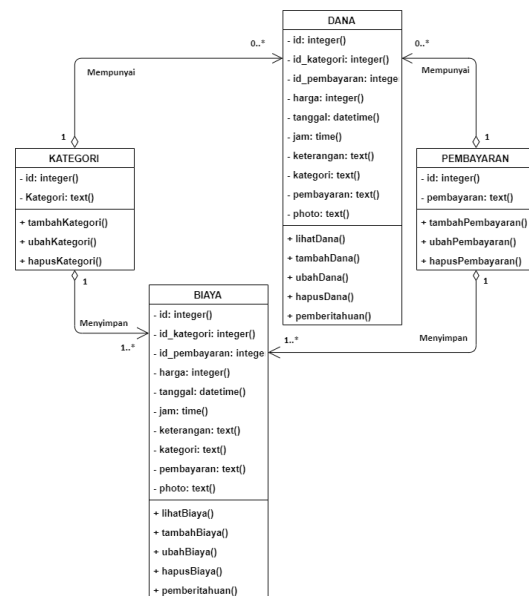 DANA
- id: integer()
- id_kategori: integer()
- id_pembayaran: intege
- harga: integer()
- tanggal: datetime()
- jam: time()
- keterangan: text()
- kategori: text()
- pembayaran: text()
- photo: text()
+ lihatDana()
+ tambahDana()
+ ubahDana()
+ hapusDana()
+ pemberitahuan()
0..*
0..*
Mempunyai
Mempunyai
1
1
KATEGORI
- id: integer()
- Kategori: text()
+ tambahKategori()
+ ubahKategori()
+ hapusKategori()
PEMBAYARAN
- id: integer()
- pembayaran: text()
+ tambahPembayaran()
+ ubahPembayaran()
+ hapusPembayaran()
1
1
Menyimpan
Menyimpan
1..*
1..*
BIAYA
- id: integer()
- id_kategori: integer()
- id_pembayaran: intege
- harga: integer()
- tanggal: datetime()
- jam: time()
- keterangan: text()
- kategori: text()
- pembayaran: text()
- photo: text()
+ lihatBiaya()
+ tambahBiaya()
+ ubahBiaya()
+ hapusBiaya()
+ pemberitahuan()